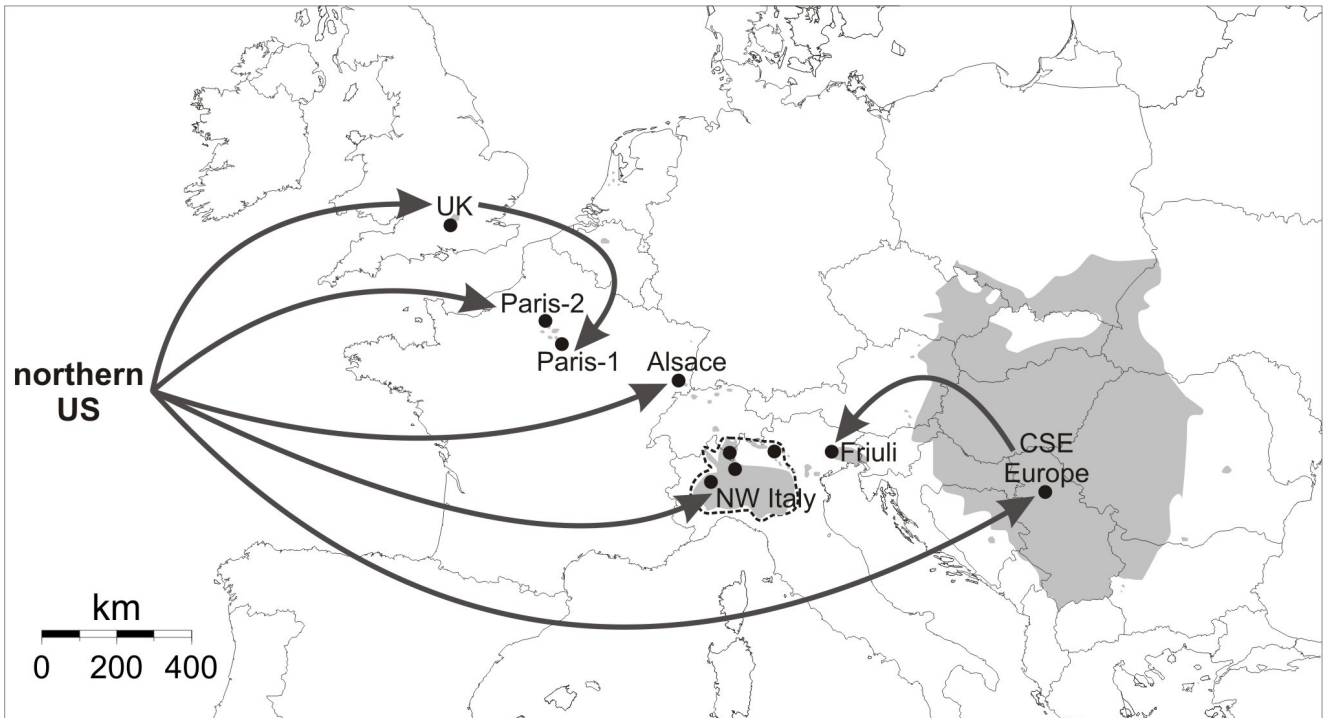 UK
Paris-2
Paris-1
Alsace
northern
US
Friuli
CSE
Europe
NW Italy
km
0 200 400